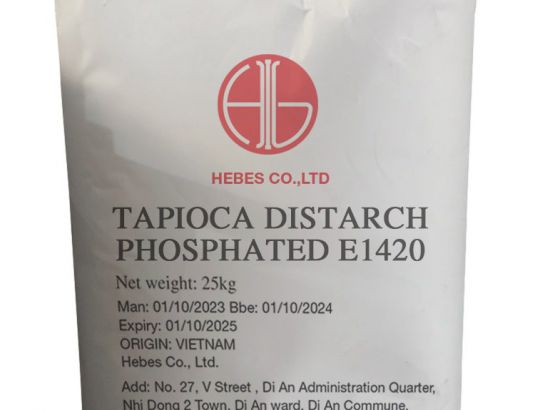 HEBES CO.,LTD
TAPIOCA DISTARCH
PHOSPHATED E1420
Net weight: 25kg
Man: 01/10/2023 Bbe: 01/10/2024
Expiry: 01/10/2025
ORIGIN: VIETNAM
Hebes Co., Ltd.
Add: No. 27, V Street , Di An Administration Quarter,
Nhi Dong 2 Town, Di An ward, Di An Commune,